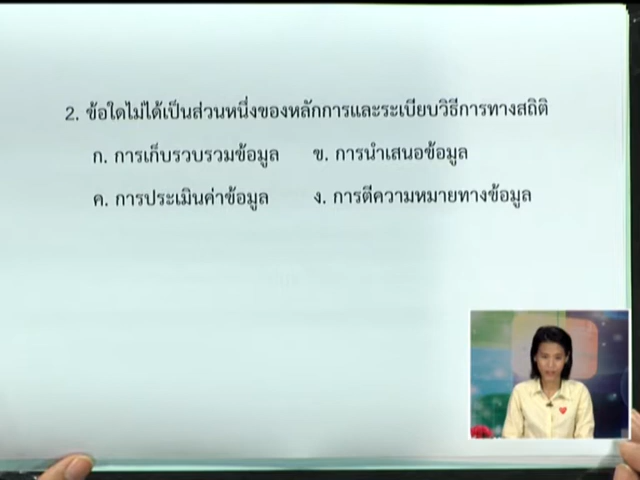 2. ข้อใดไม่ได้เป็นส่วนหนึ่งของหลักการและระเบียบวิธีการทางสถิติ
ก. การเก็บรวบรวมข้อมูล ข. การนำเสนอข้อมูล
ค. การประเมินค่าข้อมูล ง. การตีความหมายทางข้อมูล